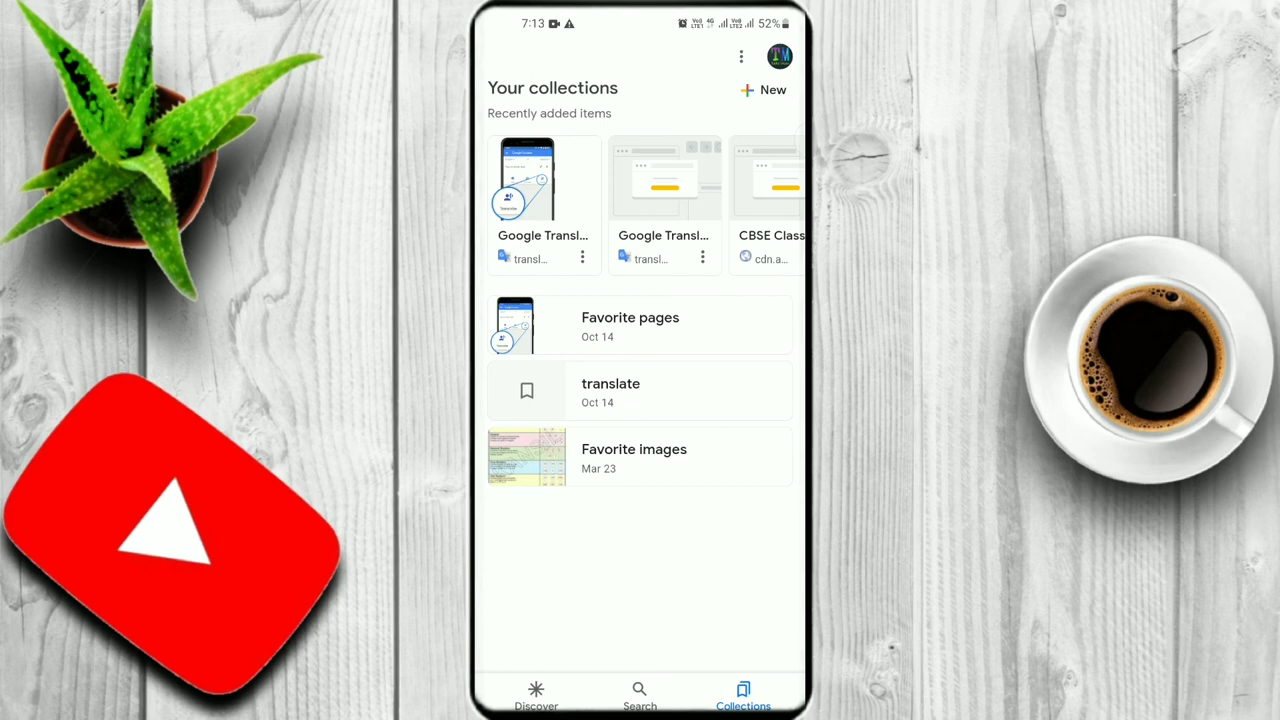 7:13
52%
Your collections
New
Recently added items
Google Transl...
transl...
Google Transl...
transl...
CBSE Class
cdn.a...
Favorite pages
Oct 14
translate
Oct 14
Favorite images
Mar 23
Discover
Search
Collections